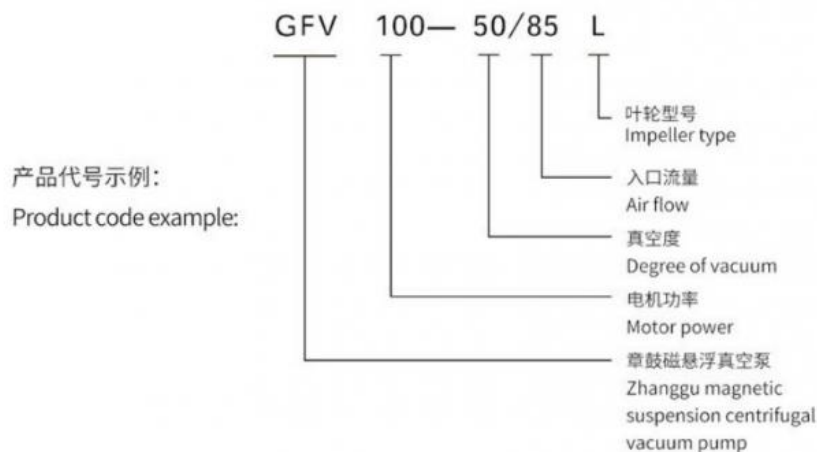 GFV 100— 50/85 L
叶轮型号
Impeller type
入口流量
Air flow
产品代号示例：
Product code example:
真空度
Degree of vacuum
电机功率
Motor power
章鼓磁悬浮真空泵
Zhanggu magnetic
suspension centrifugal
vacuum pump